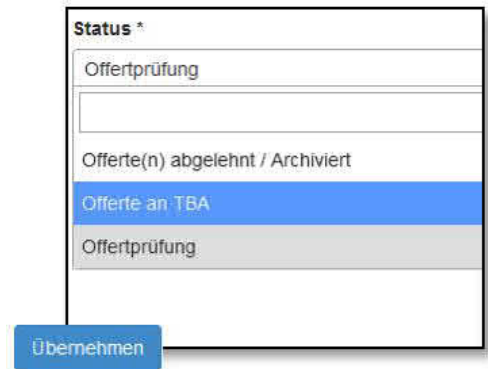 Status *
Offertprüfung
Offerte(n) abgelehnt / Archiviert
Offerte an TBA
Offertprüfung
Übernehmen